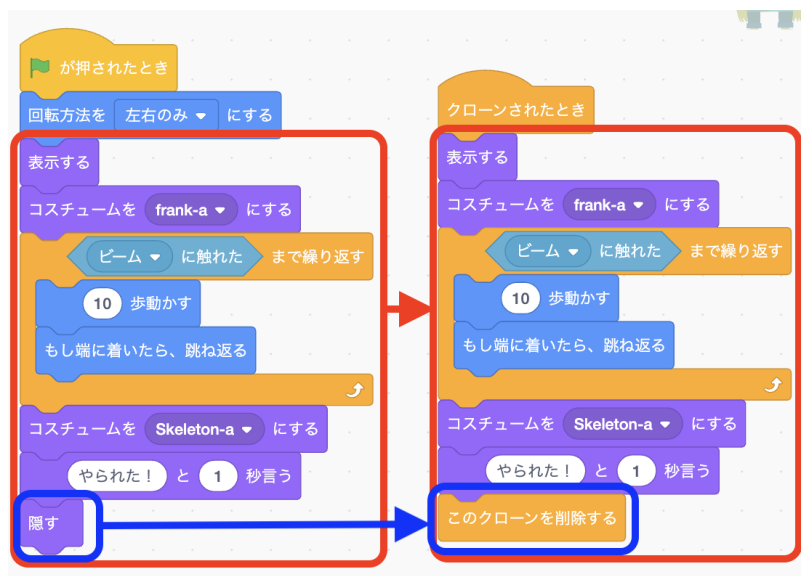 が押されたとき
回転方法を 左右のみ にする
表示する
コスチュームを frank-a にする
ビーム に触れた まで繰り返す
10 歩動かす
もし端に着いたら、跳ね返る
コスチュームを Skeleton-a にする
やられた! と 1 秒言う
隠す
クローンされたとき
表示する
コスチュームを frank-a にする
ビーム に触れた まで繰り返す
10 歩動かす
もし端に着いたら、跳ね返る
コスチュームを Skeleton-a にする
やられた! と 1 秒言う
このクローンを削除する